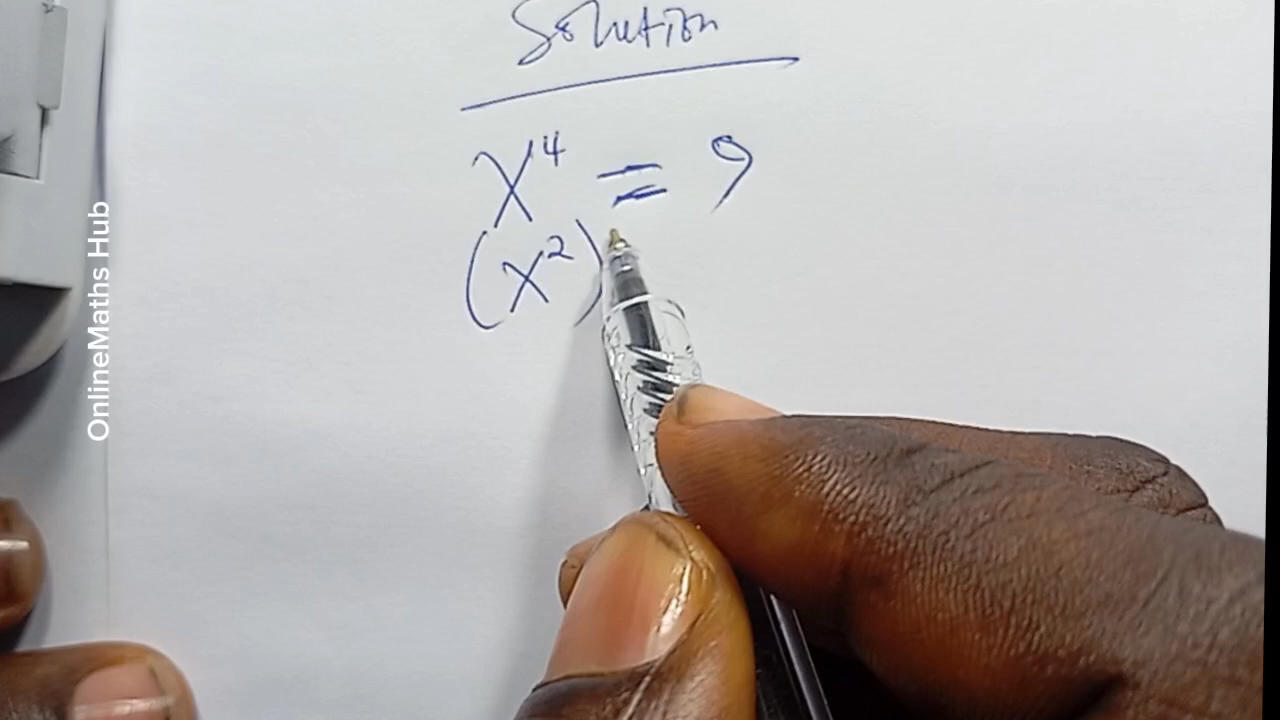 Solution
X⁴ = 9
(X²)
OnlineMaths Hub